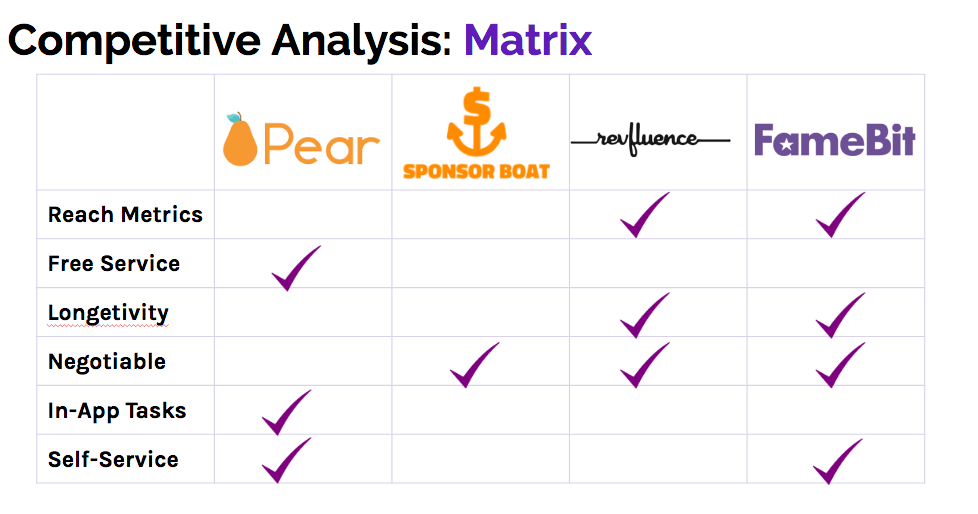 Competitive Analysis: Matrix
Pear
SPONSOR BOAT
revfluence
FameBit
Reach Metrics
Free Service
Longetivity
Negotiable
In-App Tasks
Self-Service